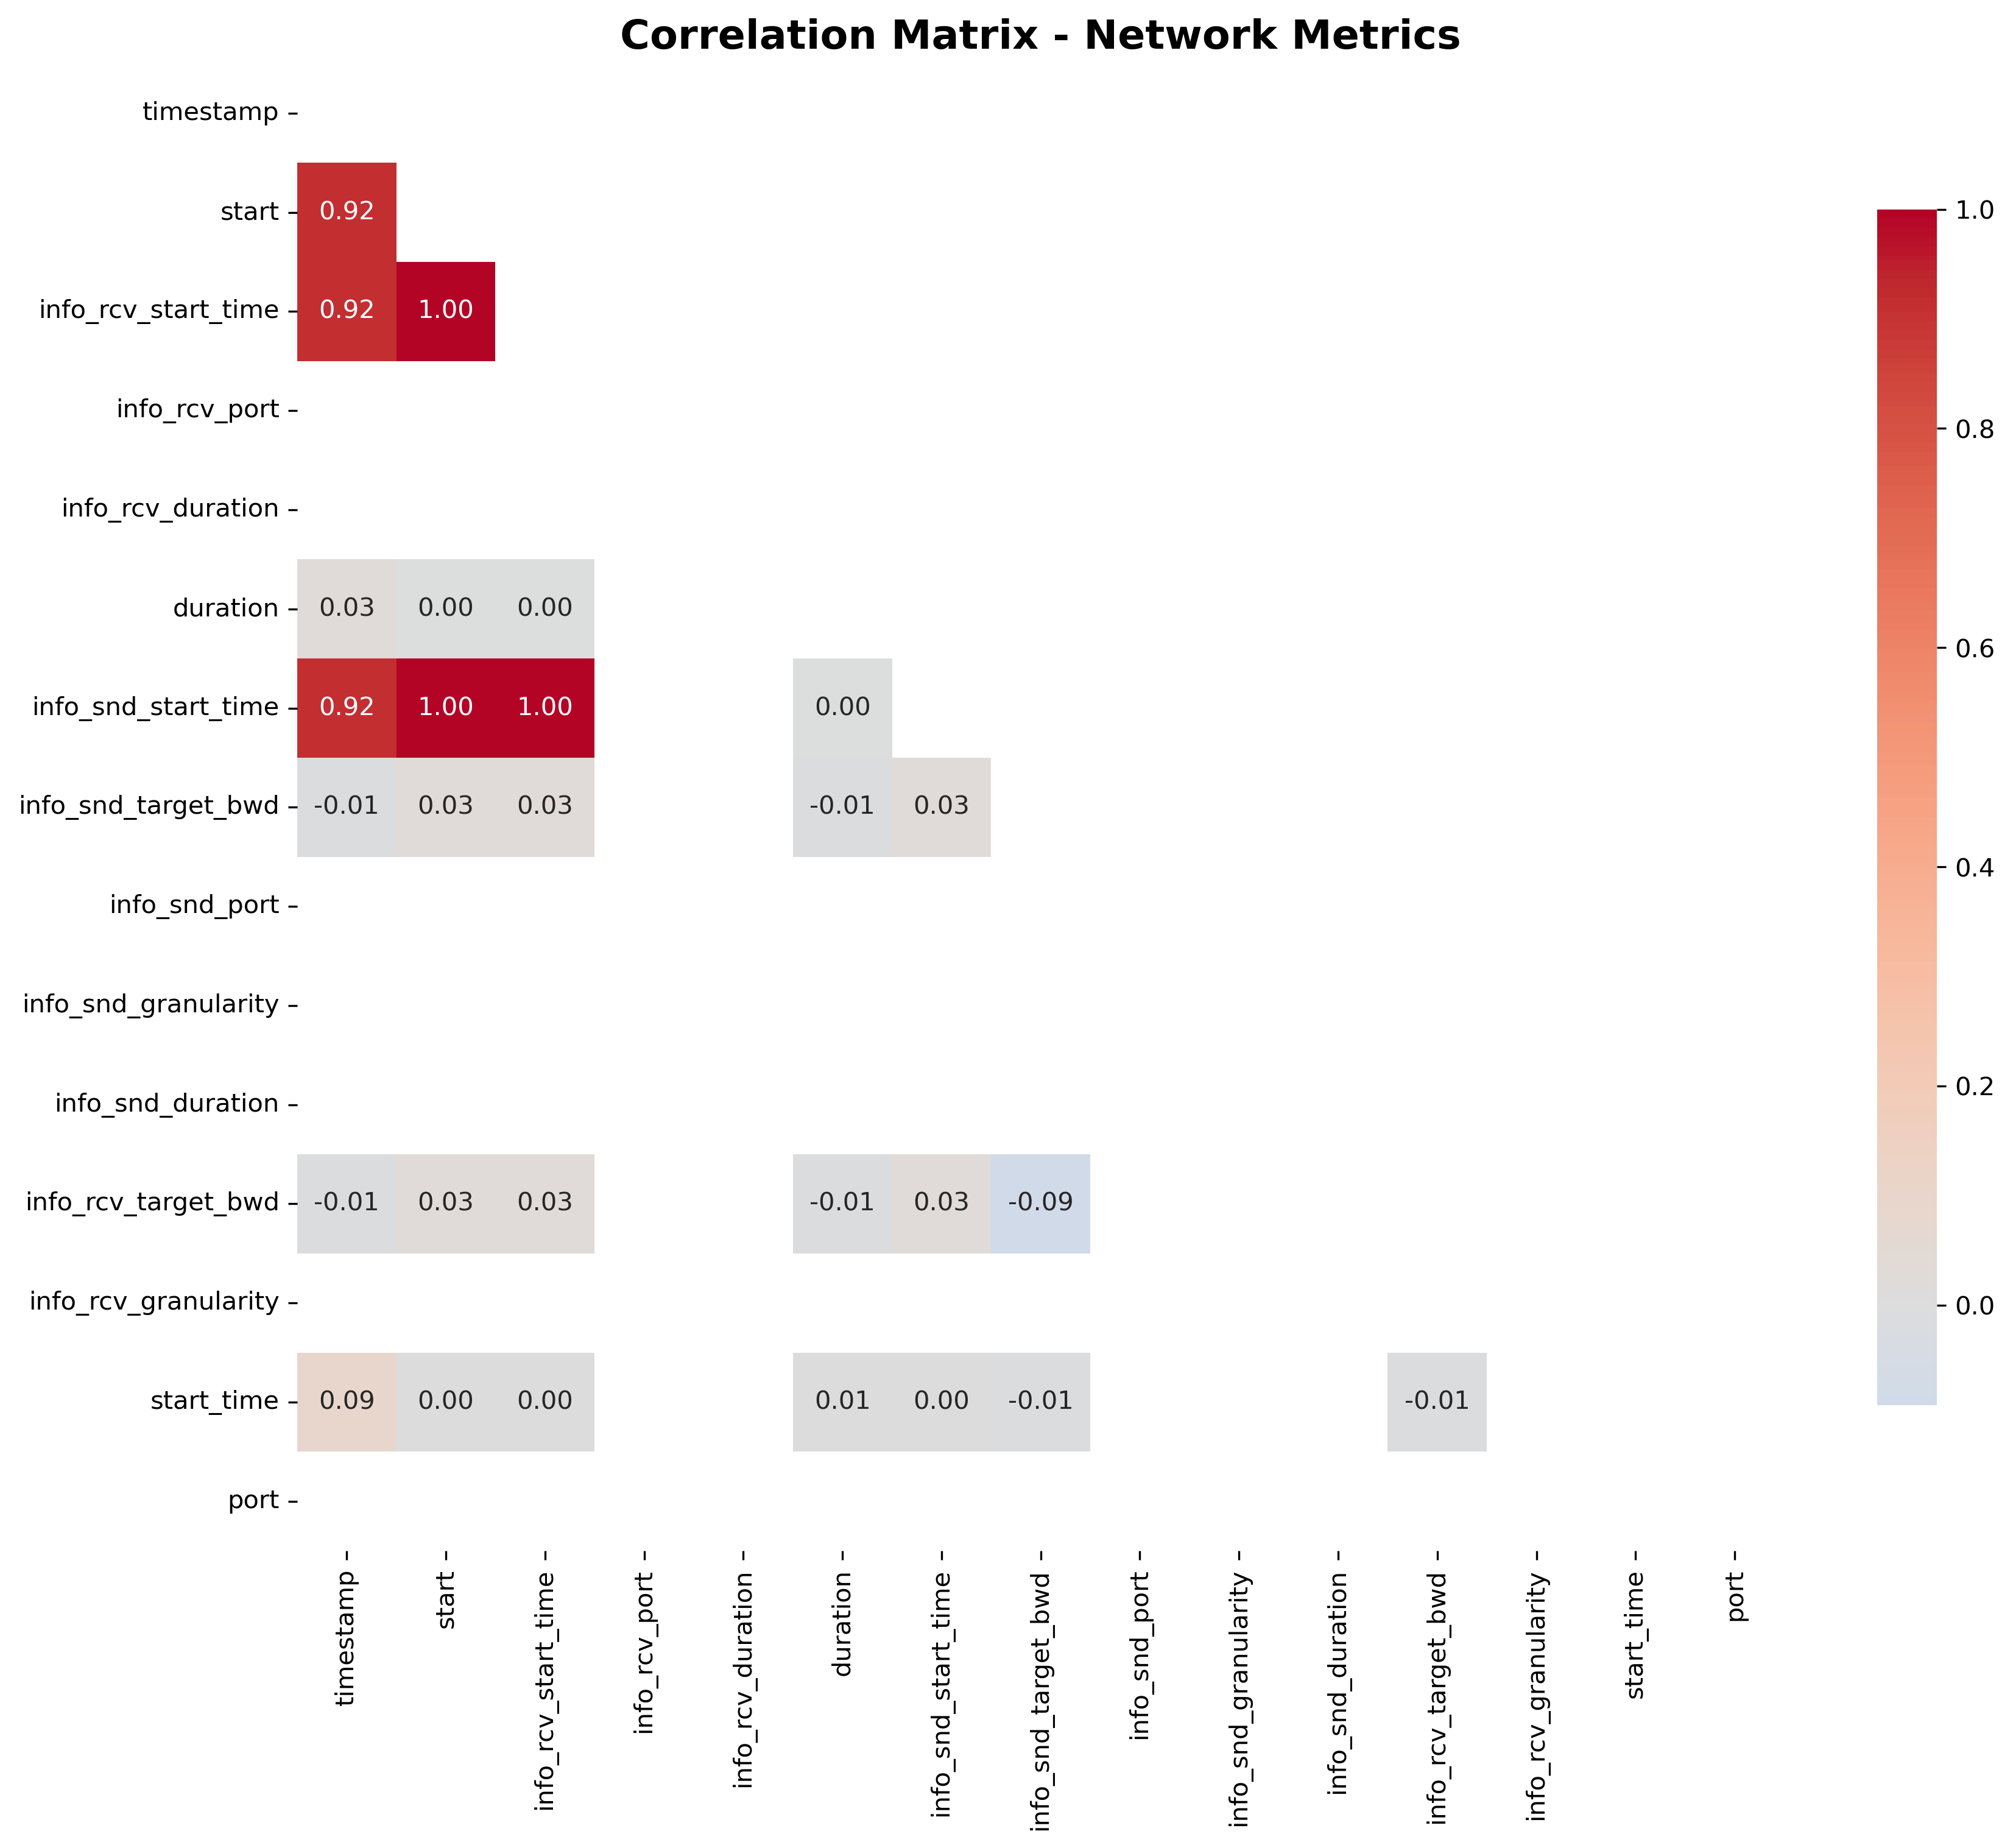 Correlation Matrix - Network Metrics
timestamp
start 0.92
info_rcv_start_time 0.92 1.00
info_rcv_port
info_rcv_duration
duration 0.03 0.00 0.00
info_snd_start_time 0.92 1.00 1.00 0.00
info_snd_target_bwd -0.01 0.03 0.03 -0.01 0.03
info_snd_port
info_snd_granularity
info_snd_duration
info_rcv_target_bwd -0.01 0.03 0.03 -0.01 0.03 -0.09
info_rcv_granularity
start_time 0.09 0.00 0.00 0.01 0.00 -0.01 -0.01
port
timestamp
start
info_rcv_start_time
info_rcv_port
info_rcv_duration
duration
info_snd_start_time
info_snd_target_bwd
info_snd_port
info_snd_granularity
info_snd_duration
info_rcv_target_bwd
info_rcv_granularity
start_time
port
1.0
0.8
0.6
0.4
0.2
0.0